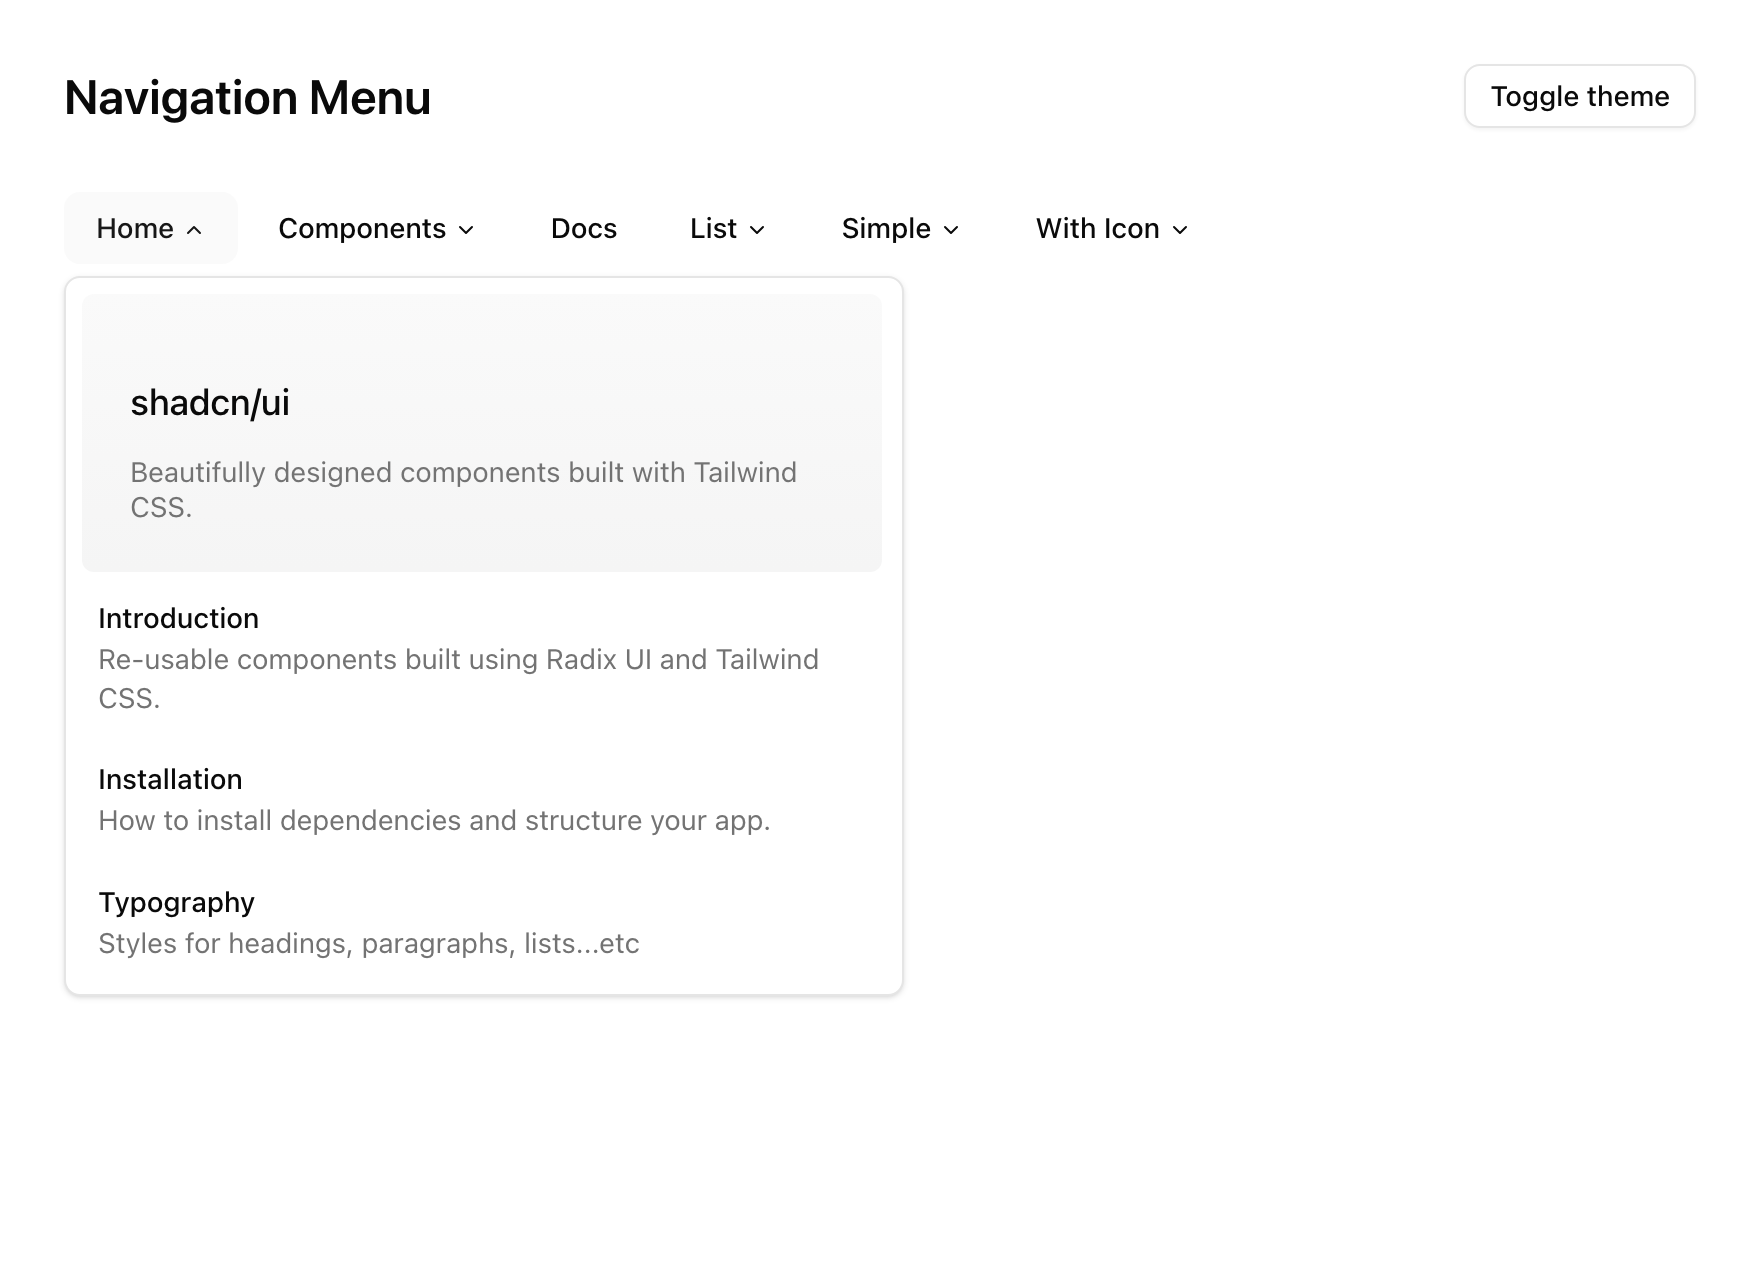 Navigation Menu
Toggle theme
Home
Components
Docs
List
Simple
With Icon
shadcn/ui
Beautifully designed components built with Tailwind
CSS.
Introduction
Re-usable components built using Radix UI and Tailwind
CSS.
Installation
How to install dependencies and structure your app.
Typography
Styles for headings, paragraphs, lists...etc